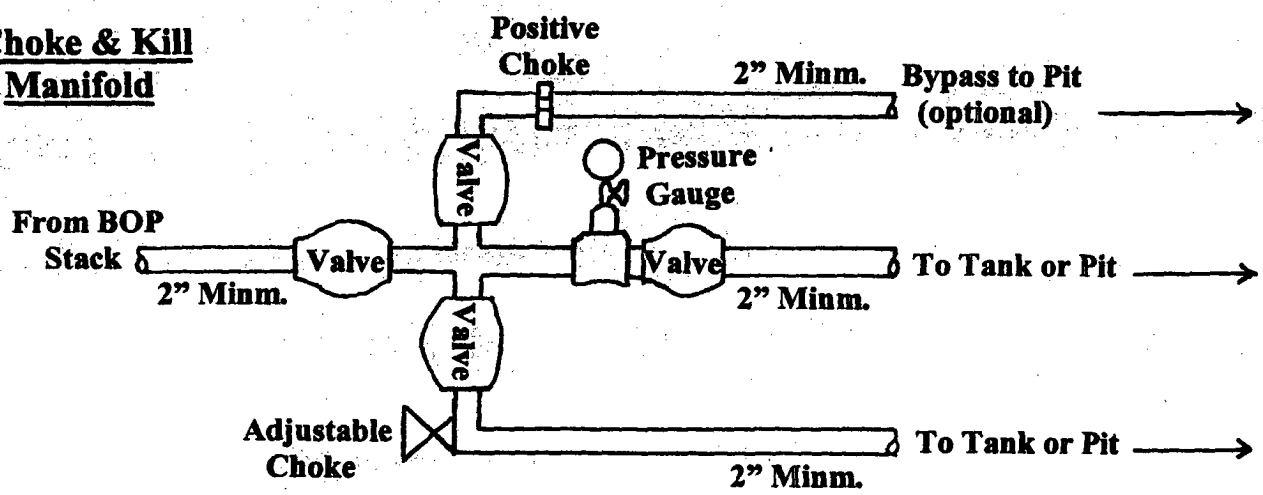 Choke & Kill
Manifold
Positive
Choke
2” Minm.
Bypass to Pit
(optional)
Valve
Pressure
Gauge
From BOP
Stack
Valve
Valve
To Tank or Pit
2” Minm.
2” Minm.
Valve
Adjustable
Choke
To Tank or Pit
2” Minm.